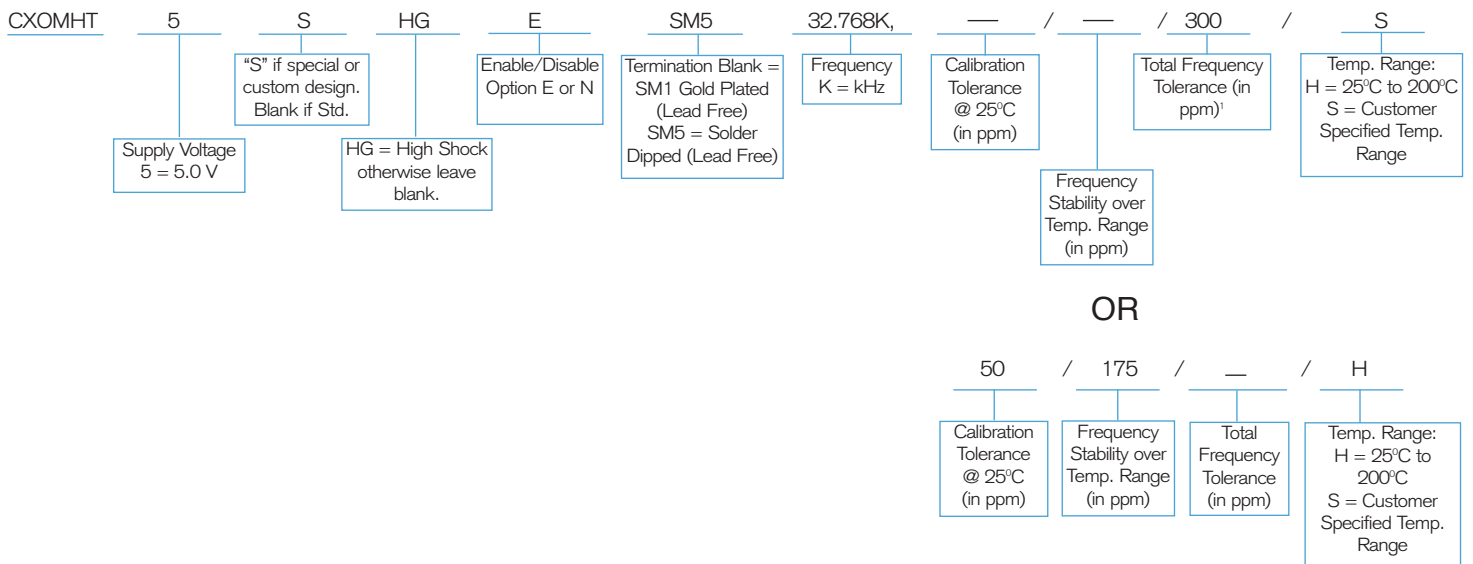 CXOMHT 5 S HG E SM5 32.768K, — / — / 300 / S
"S" if special or
custom design.
Blank if Std.
Enable/Disable
Option E or N
Termination Blank =
SM1 Gold Plated
(Lead Free)
SM5 = Solder
Dipped (Lead Free)
Frequency
K = kHz
Calibration
Tolerance
@ 25ºC
(in ppm)
Total Frequency
Tolerance (in
ppm)¹
Temp. Range:
H = 25ºC to 200ºC
S = Customer
Specified Temp.
Range
Supply Voltage
5 = 5.0 V
HG = High Shock
otherwise leave
blank.
Frequency
Stability over
Temp. Range
(in ppm)
OR
50 / 175 / — / H
Calibration
Tolerance
@ 25ºC
(in ppm)
Frequency
Stability over
Temp. Range
(in ppm)
Total
Frequency
Tolerance
(in ppm)
Temp. Range:
H = 25ºC to
200ºC
S = Customer
Specified Temp.
Range